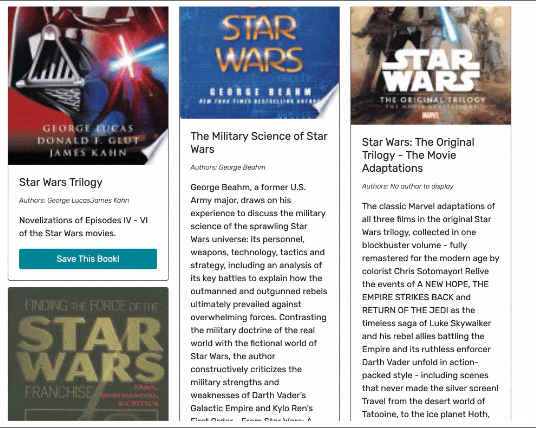 GEORGE LUCAS
DONALD F. GLUT
JAMES KAHN
Star Wars Trilogy
Authors: George LucasJames Kahn
Novelizations of Episodes IV - VI
of the Star Wars movies.
Save This Book!
FINDING THE FORCE OF THE
STAR
WARS
FRANCHISE
FANS,
MERCHANDISE,
& CRITICS
STAR
WARS
GEORGE BEAHM
NEW YORK TIMES BESTSELLING AUTHOR
The Military Science of Star
Wars
Authors: George Beahm
George Beahm, a former U.S.
Army major, draws on his
experience to discuss the military
science of the sprawling Star
Wars universe: its personnel,
weapons, technology, tactics and
strategy, including an analysis of
its key battles to explain how the
outmanned and outgunned rebels
ultimately prevailed against
overwhelming forces. Contrasting
the military doctrine of the real
world with the fictional world of
Star Wars, the author
constructively criticizes the
military strengths and
weaknesses of Darth Vader's
Galactic Empire and Kylo Ren's
First Order... From Star Wars: A
STAR
WARS
THE ORIGINAL TRILOGY
THE MOVIE ADAPTATIONS
MARVEL
Star Wars: The Original
Trilogy - The Movie
Adaptations
Authors: No author to display
The classic Marvel adaptations of
all three films in the original Star
Wars trilogy, collected in one
blockbuster volume - fully
remastered for the modern age by
colorist Chris Sotomayor! Relive
the events of A NEW HOPE, THE
EMPIRE STRIKES BACK and
RETURN OF THE JEDI as the
timeless saga of Luke Skywalker
and his rebel allies battling the
Empire and its ruthless enforcer
Darth Vader unfold in action-
packed style - including scenes
that never made the silver screen!
Travel from the desert world of
Tatooine, to the ice planet Hoth,